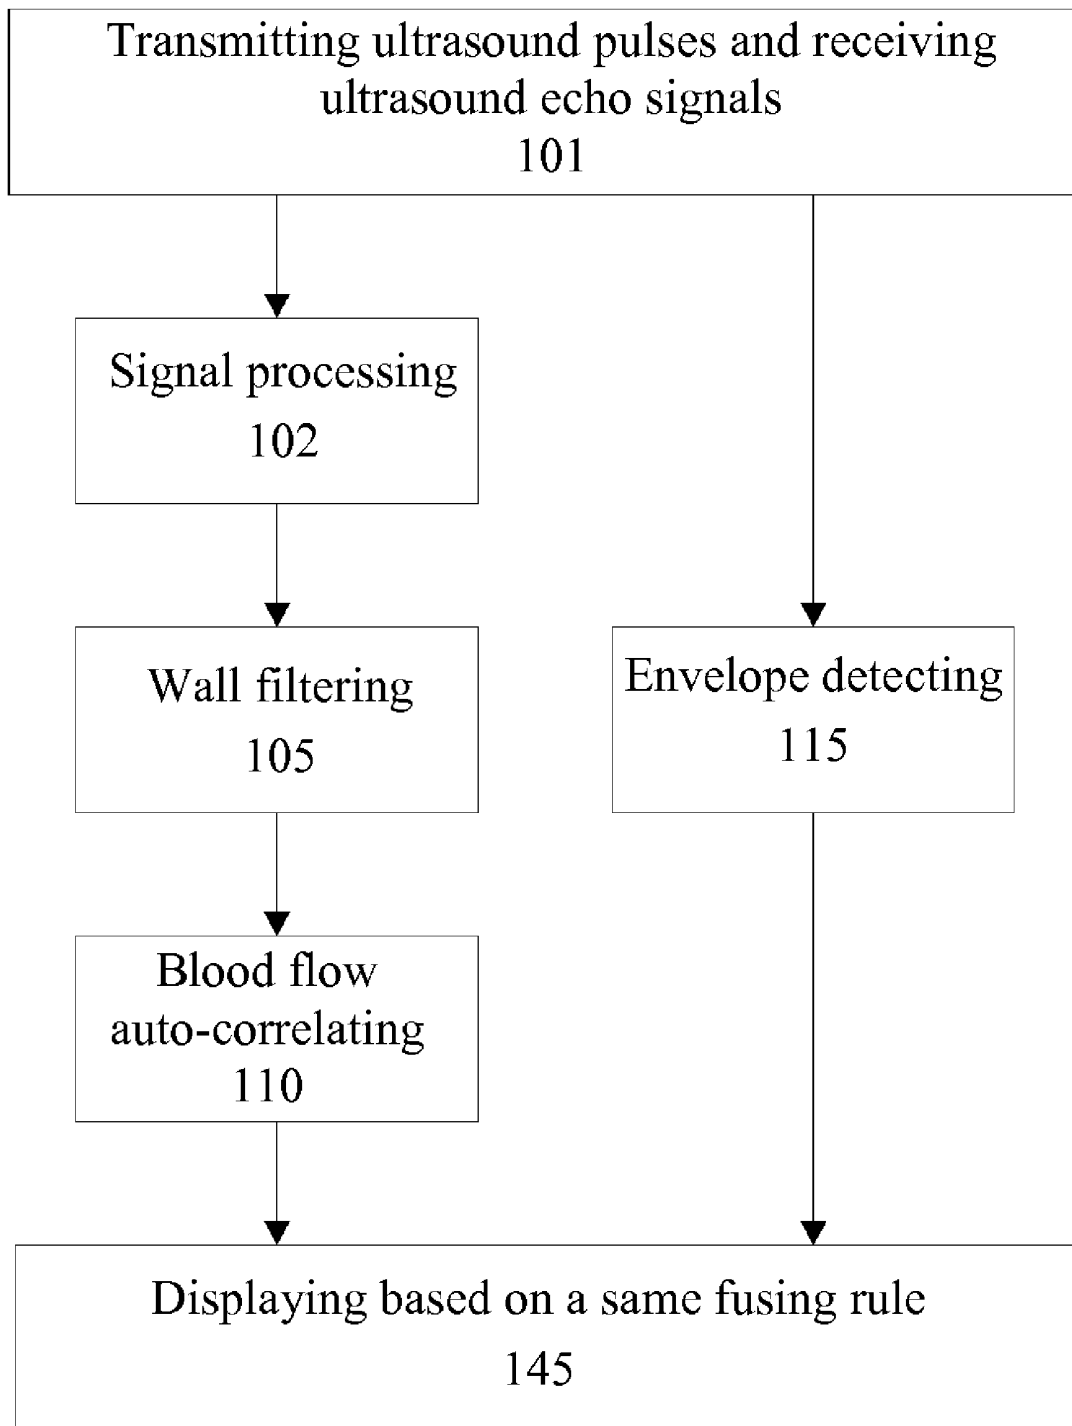 Transmitting ultrasound pulses and receiving
ultrasound echo signals
101
Signal processing
102
Wall filtering
105
Envelope detecting
115
Blood flow
auto-correlating
110
Displaying based on a same fusing rule
145